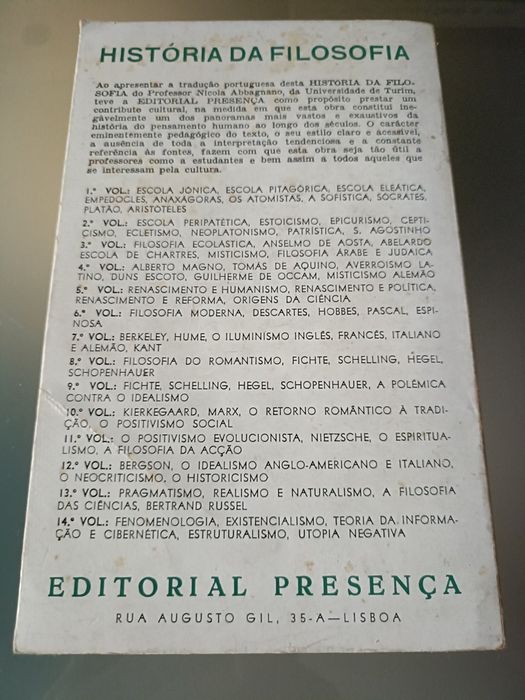 HISTÓRIA DA FILOSOFIA
Ao apresentar a tradução portuguesa desta HISTÓRIA DA FILO-
SOFIA do Professor Nicola Abbagnano, da Universidade de Turim,
teve a EDITORIAL PRESENÇA como propósito prestar um
contributo cultural, na medida em que esta obra constitui ine-
gàvelmente um dos panoramas mais vastos e exaustivos da
história do pensamento humano ao longo dos séculos. O carácter
eminentemente pedagógico do texto, o seu estilo claro e acessível,
a ausência de toda a interpretação tendenciosa e a constante
referência às fontes, fazem com que esta obra seja tão útil a
professores como a estudantes e bem assim a todos aqueles que
se interessam pela cultura.
1.º VOL.: ESCOLA JÓNICA, ESCOLA PITAGÓRICA, ESCOLA ELEÁTICA,
EMPÉDOCLES, ANAXÁGORAS, OS ATOMISTAS, A SOFÍSTICA, SÓCRATES,
PLATÃO, ARISTÓTELES
2.º VOL.: ESCOLA PERIPATÉTICA, ESTOICISMO, EPICURISMO, CEPTI-
CISMO, ECLETISMO, NEOPLATONISMO, PATRÍSTICA, S. AGOSTINHO
3.º VOL.: FILOSOFIA ECOLÁSTICA, ANSELMO DE AOSTA, ABELARDO
ESCOLA DE CHARTRES, MISTICISMO, FILOSOFIA ÁRABE E JUDAICA
4.º VOL.: ALBERTO MAGNO, TOMÁS DE AQUINO, AVERROÍSMO LA-
TINO, DUNS ESCOTO, GUILHERME DE OCCAM, MISTICISMO ALEMÃO
5.º VOL.: RENASCIMENTO E HUMANISMO, RENASCIMENTO E POLÍTICA,
RENASCIMENTO E REFORMA, ORIGENS DA CIÊNCIA
6.º VOL.: FILOSOFIA MODERNA, DESCARTES, HOBBES, PASCAL, ESPI-
NOSA
7.º VOL.: BERKELEY, HUME, O ILUMINISMO INGLÊS, FRANCÊS, ITALIANO
E ALEMÃO, KANT
8.º VOL.: FILOSOFIA DO ROMANTISMO, FICHTE, SCHELLING, HEGEL,
SCHOPENHAUER
9.º VOL.: FICHTE, SCHELLING, HEGEL, SCHOPENHAUER, A POLÉMICA
CONTRA O IDEALISMO
10.º VOL.: KIERKEGAARD, MARX, O RETORNO ROMÂNTICO À TRADI-
ÇÃO, O POSITIVISMO SOCIAL
11.º VOL.: O POSITIVISMO EVOLUCIONISTA, NIETZSCHE, O ESPIRITUA-
LISMO, A FILOSOFIA DA ACÇÃO
12.º VOL.: BERGSON, O IDEALISMO ANGLO-AMERICANO E ITALIANO,
O NEOCRITICISMO, O HISTORICISMO
13.º VOL.: PRAGMATISMO, REALISMO E NATURALISMO, A FILOSOFIA
DAS CIÊNCIAS, BERTRAND RUSSEL
14.º VOL.: FENOMENOLOGIA, EXISTENCIALISMO, TEORIA DA INFORMA-
ÇÃO E CIBERNÉTICA, ESTRUTURALISMO, UTOPIA NEGATIVA
EDITORIAL PRESENÇA
RUA AUGUSTO GIL, 35-A—LISBOA